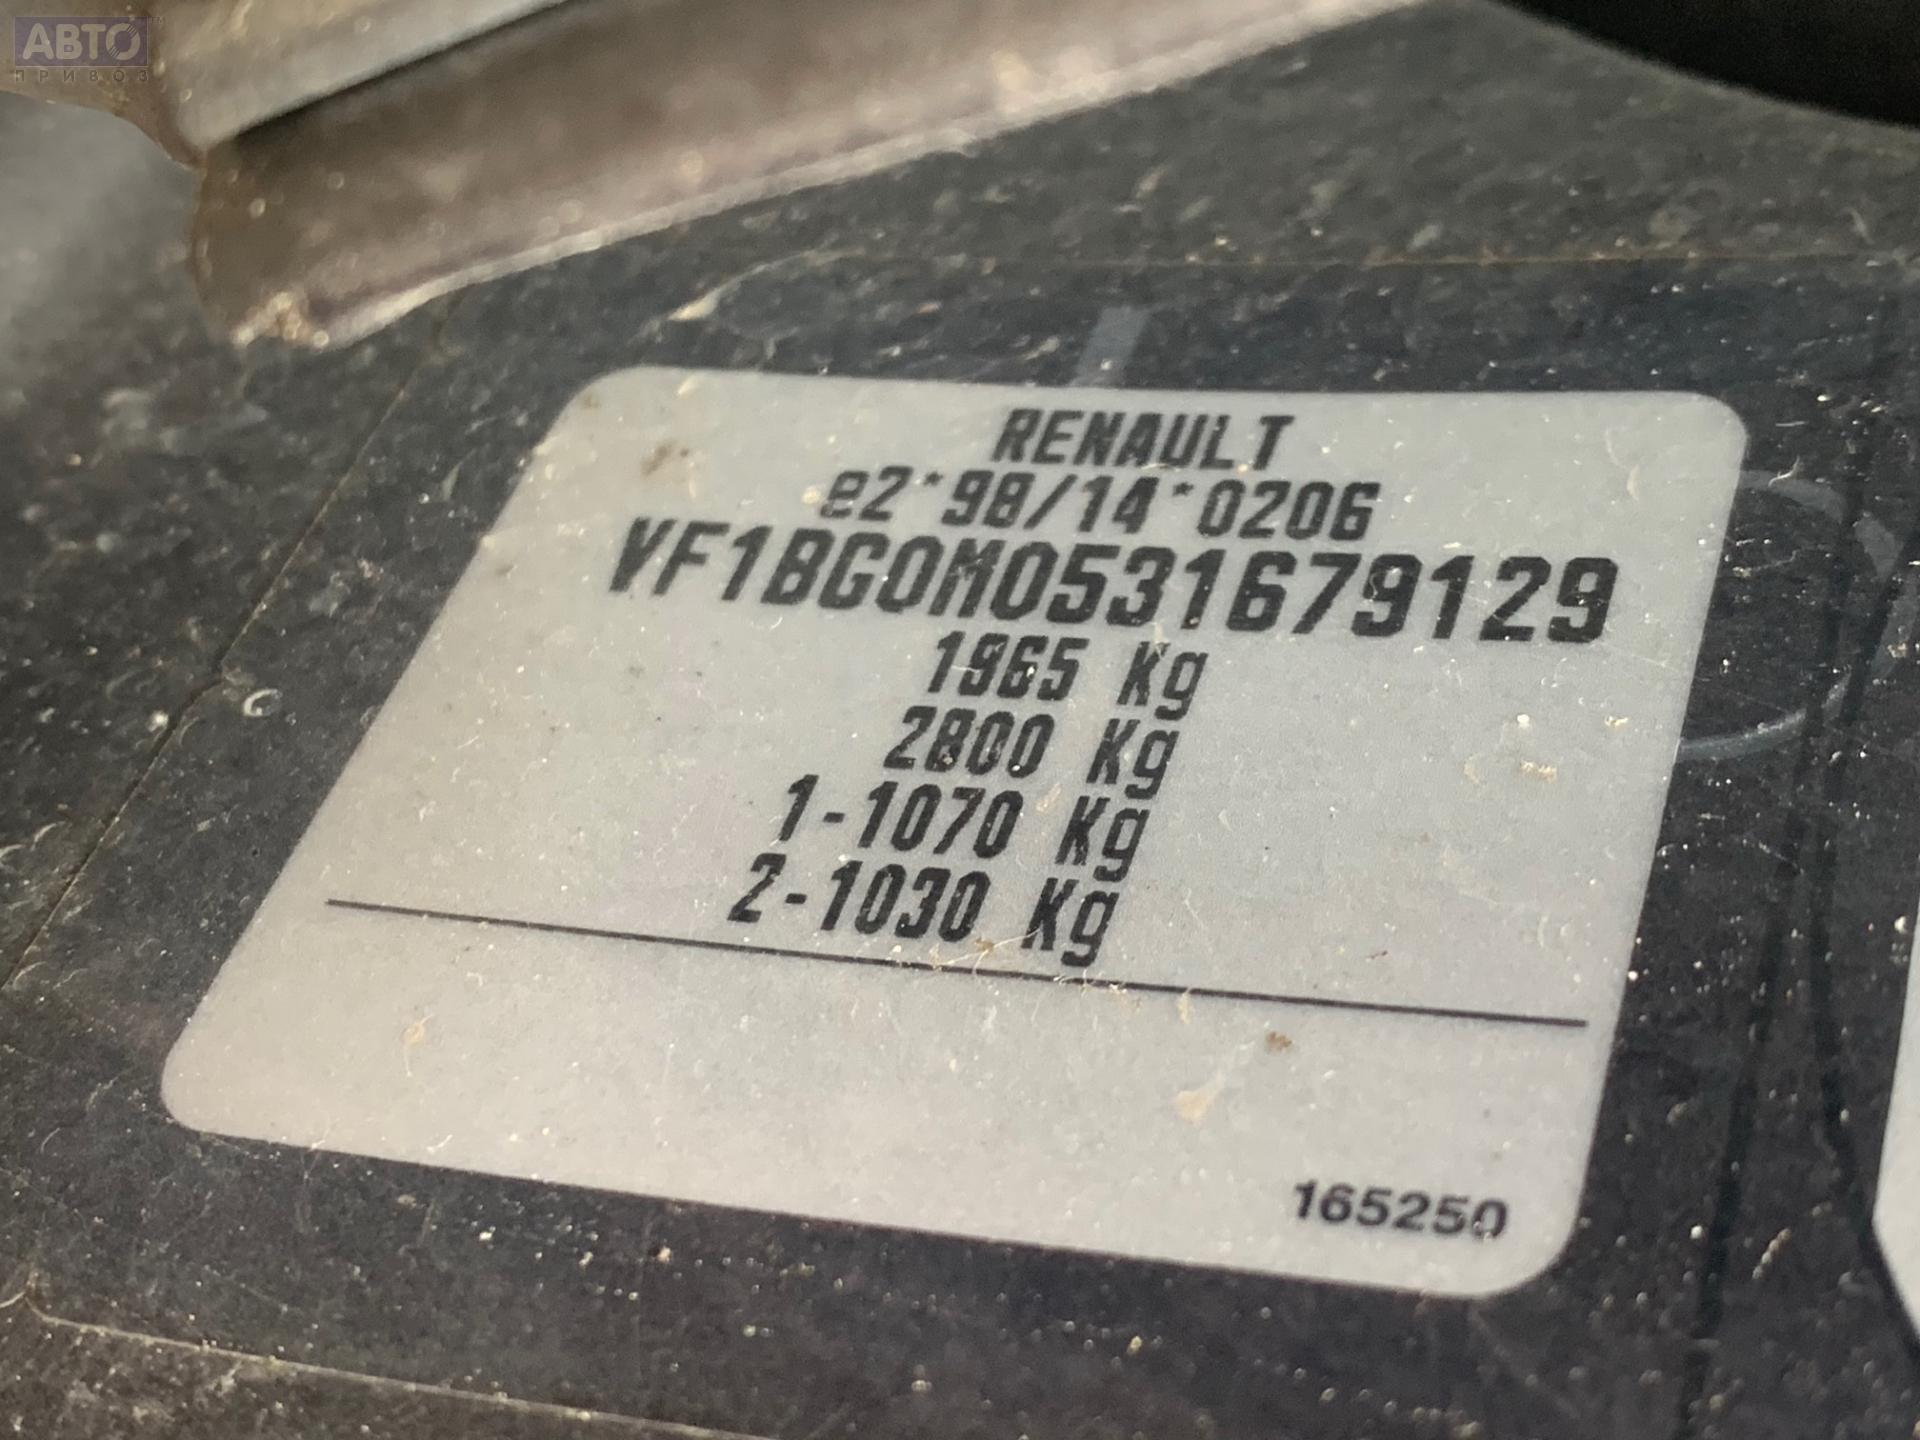 АВТО
ПРИВОЗ
RENAULT
e2*98/14*0206
VF1BG0M0531679129
1965 Kg
2800 Kg
1-1070 Kg
2-1030 Kg
165250